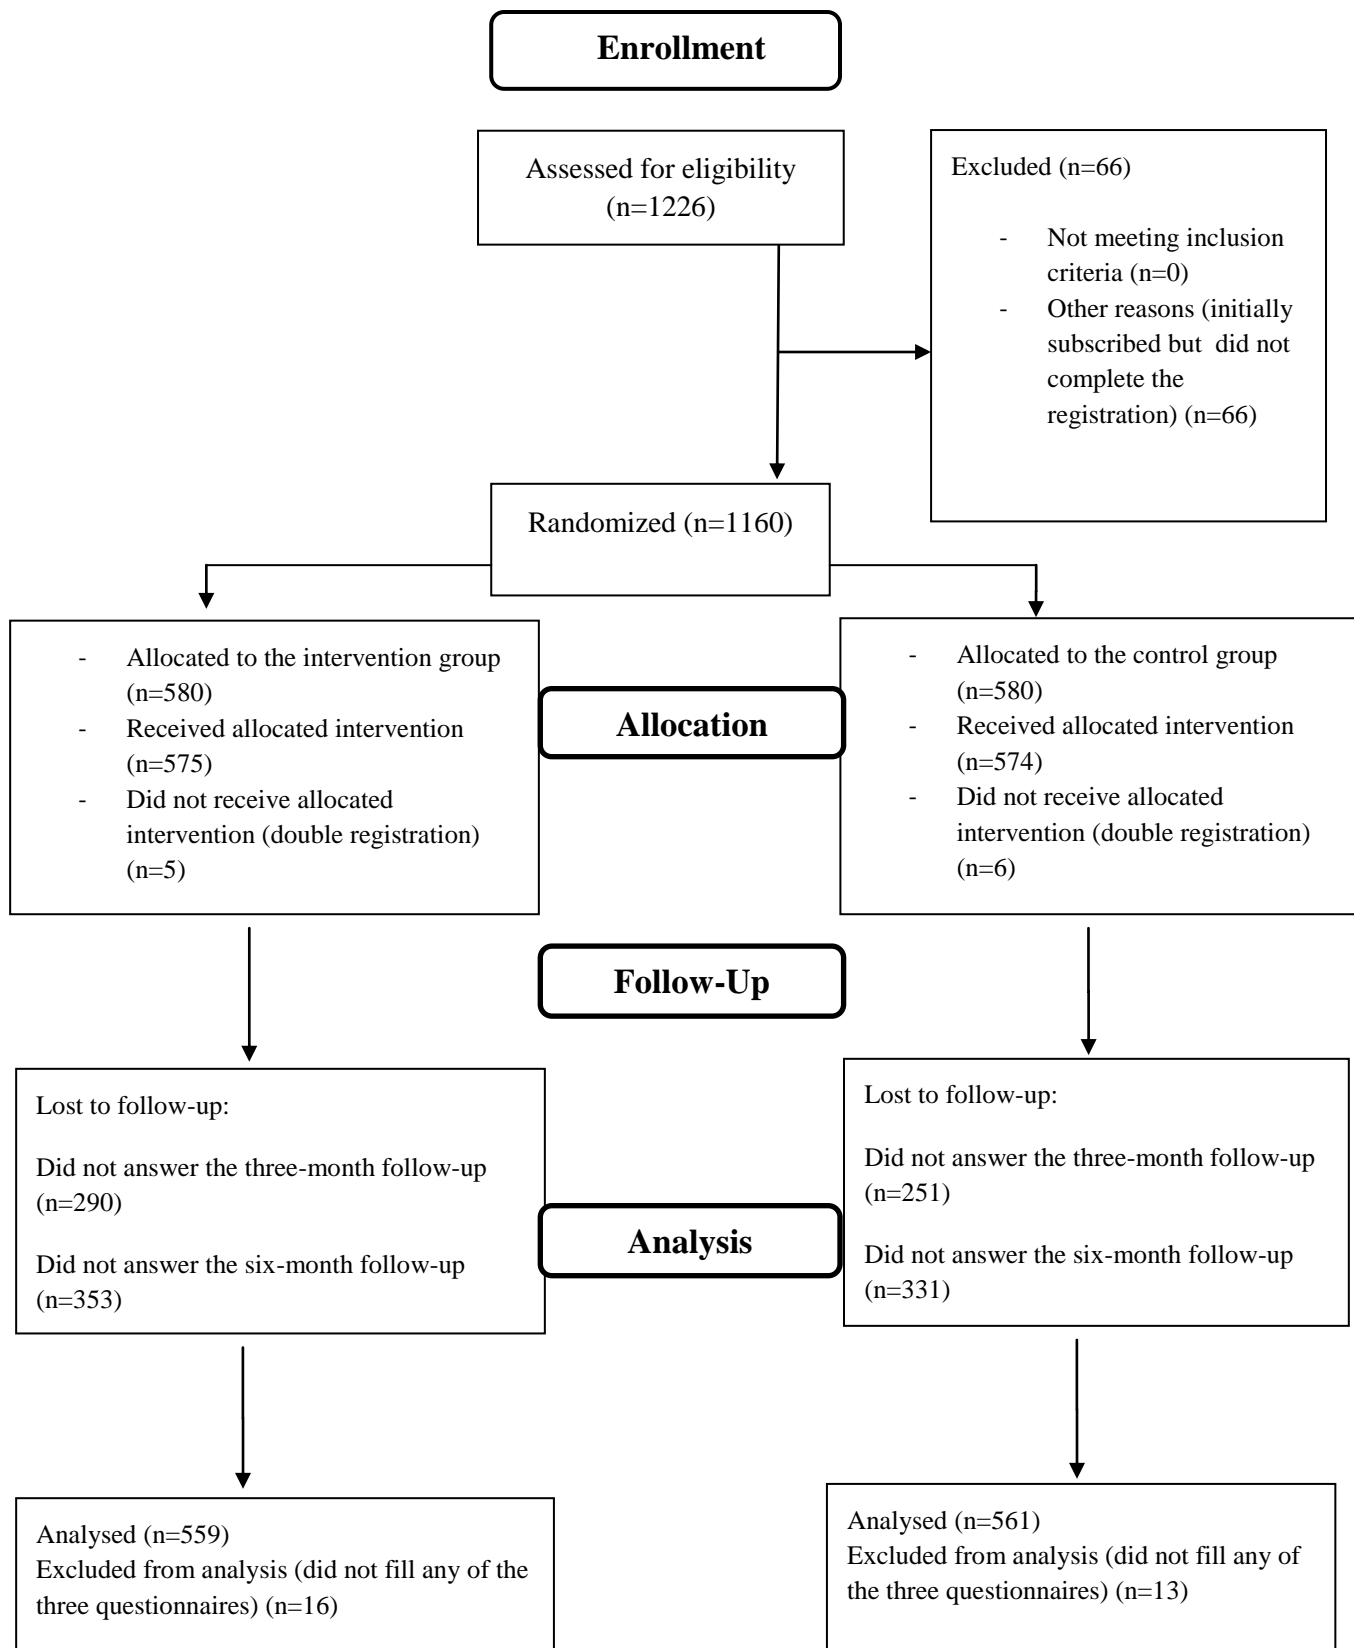 Enrollment
Assessed for eligibility
(n=1226)
Excluded (n=66)
- Not meeting inclusion
criteria (n=0)
- Other reasons (initially
subscribed but did not
complete the
registration) (n=66)
Randomized (n=1160)
- Allocated to the intervention group
(n=580)
- Received allocated intervention
(n=575)
- Did not receive allocated
intervention (double registration)
(n=5)
Allocation
- Allocated to the control group
(n=580)
- Received allocated intervention
(n=574)
- Did not receive allocated
intervention (double registration)
(n=6)
Follow-Up
Lost to follow-up:
Did not answer the three-month follow-up
(n=290)
Did not answer the six-month follow-up
(n=353)
Lost to follow-up:
Did not answer the three-month follow-up
(n=251)
Did not answer the six-month follow-up
(n=331)
Analysis
Analysed (n=559)
Excluded from analysis (did not fill any of the
three questionnaires) (n=16)
Analysed (n=561)
Excluded from analysis (did not fill any of
the three questionnaires) (n=13)